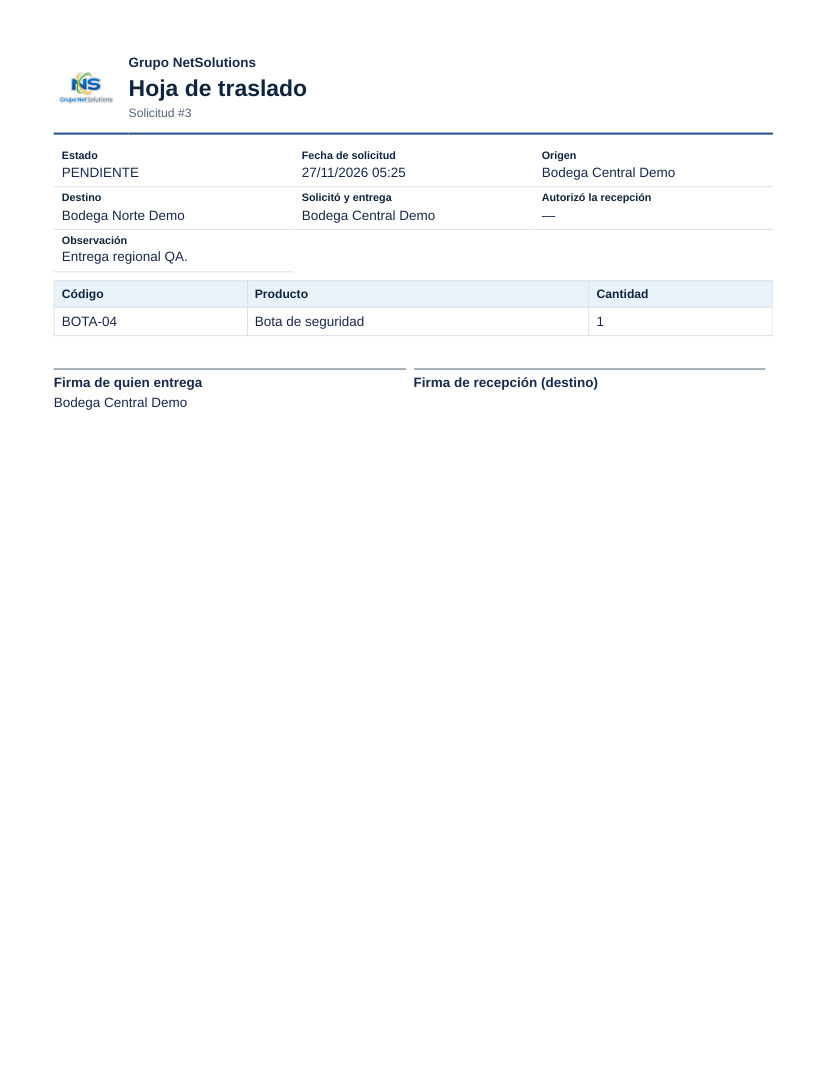 NS
Grupo NetSolutions
Grupo NetSolutions
Hoja de traslado
Solicitud #3
Estado
PENDIENTE
Fecha de solicitud
27/11/2026 05:25
Origen
Bodega Central Demo
Destino
Bodega Norte Demo
Solicitó y entrega
Bodega Central Demo
Autorizó la recepción
—
Observación
Entrega regional QA.
Código Producto Cantidad
BOTA-04 Bota de seguridad 1
Firma de quien entrega
Bodega Central Demo
Firma de recepción (destino)